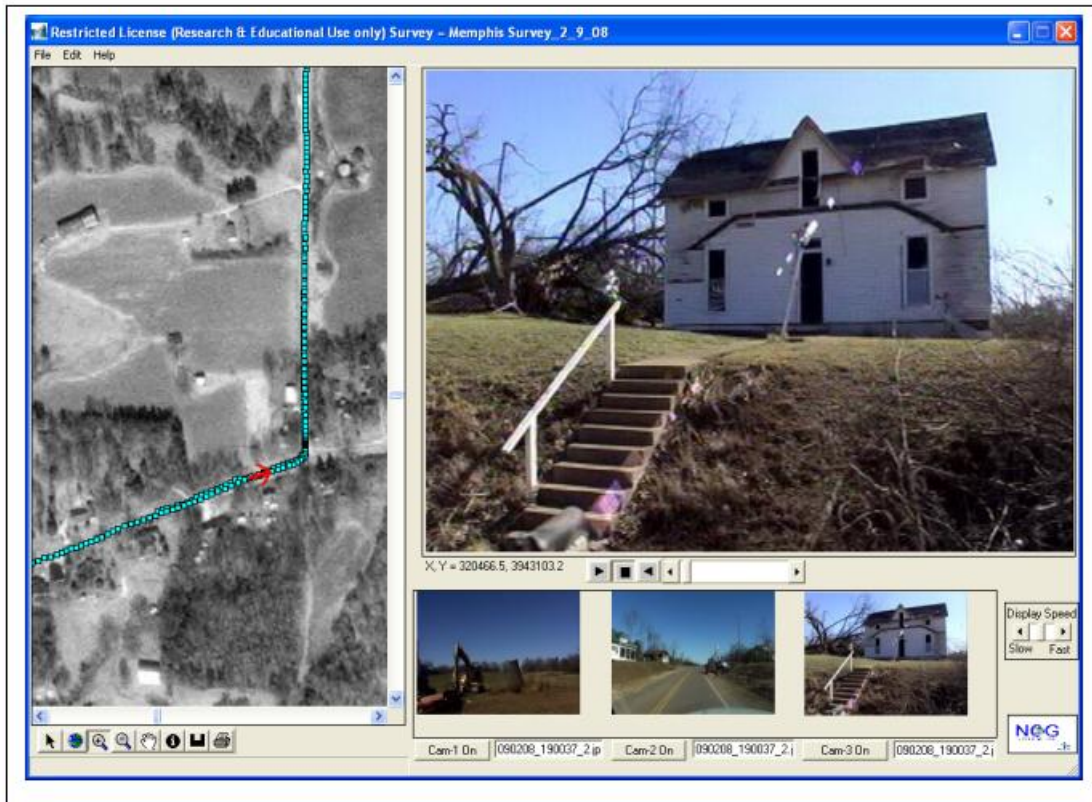 Restricted License (Research & Educational Use only) Survey - Memphis Survey_2_9_08
File Edit Help
X, Y = 320466.5, 3943103.2
Display Speed
Slow Fast
Cam-1 On
090208_190037_2.jp
Cam-2 On
090208_190037_2.j
Cam-3 On
090208_190037_2.j